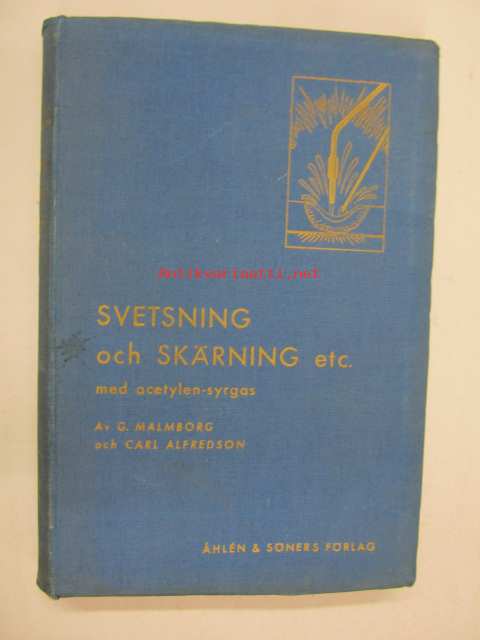 Antikvariaatti.net
SVETSNING
och SKÄRNING etc.
med acetylen-syrgas
Av G. MALMBORG
och CARL ALFREDSON
ÅHLÉN & SÖNERS FÖRLAG